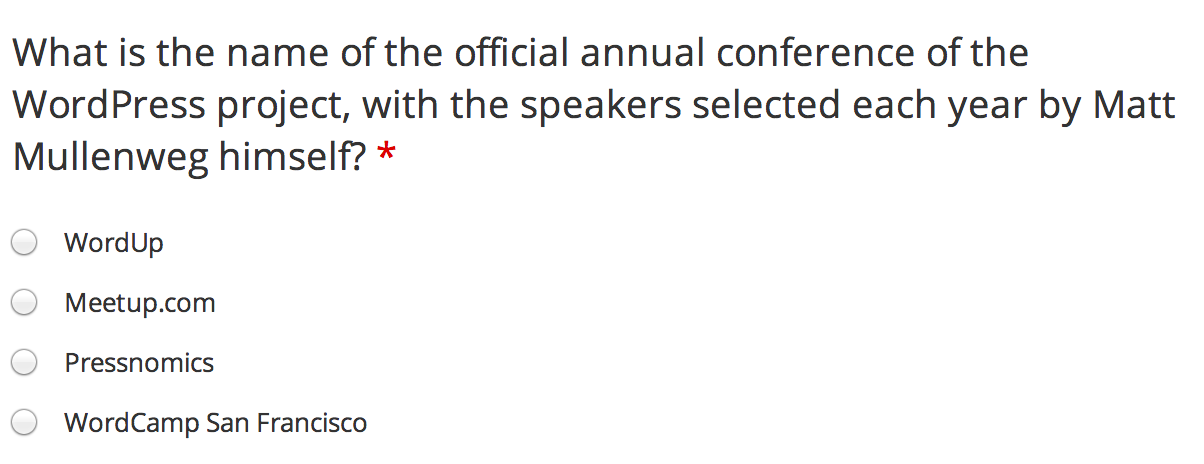 What is the name of the official annual conference of the
WordPress project, with the speakers selected each year by Matt
Mullenweg himself? *
WordUp
Meetup.com
Pressnomics
WordCamp San Francisco